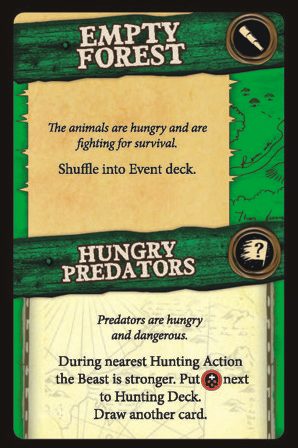 EMPTY
FOREST
The animals are hungry and are
fighting for survival.
Shuffle into Event deck.
HUNGRY
PREDATORS
Predators are hungry
and dangerous.
During nearest Hunting Action
the Beast is stronger. Put next
to Hunting Deck.
Draw another card.